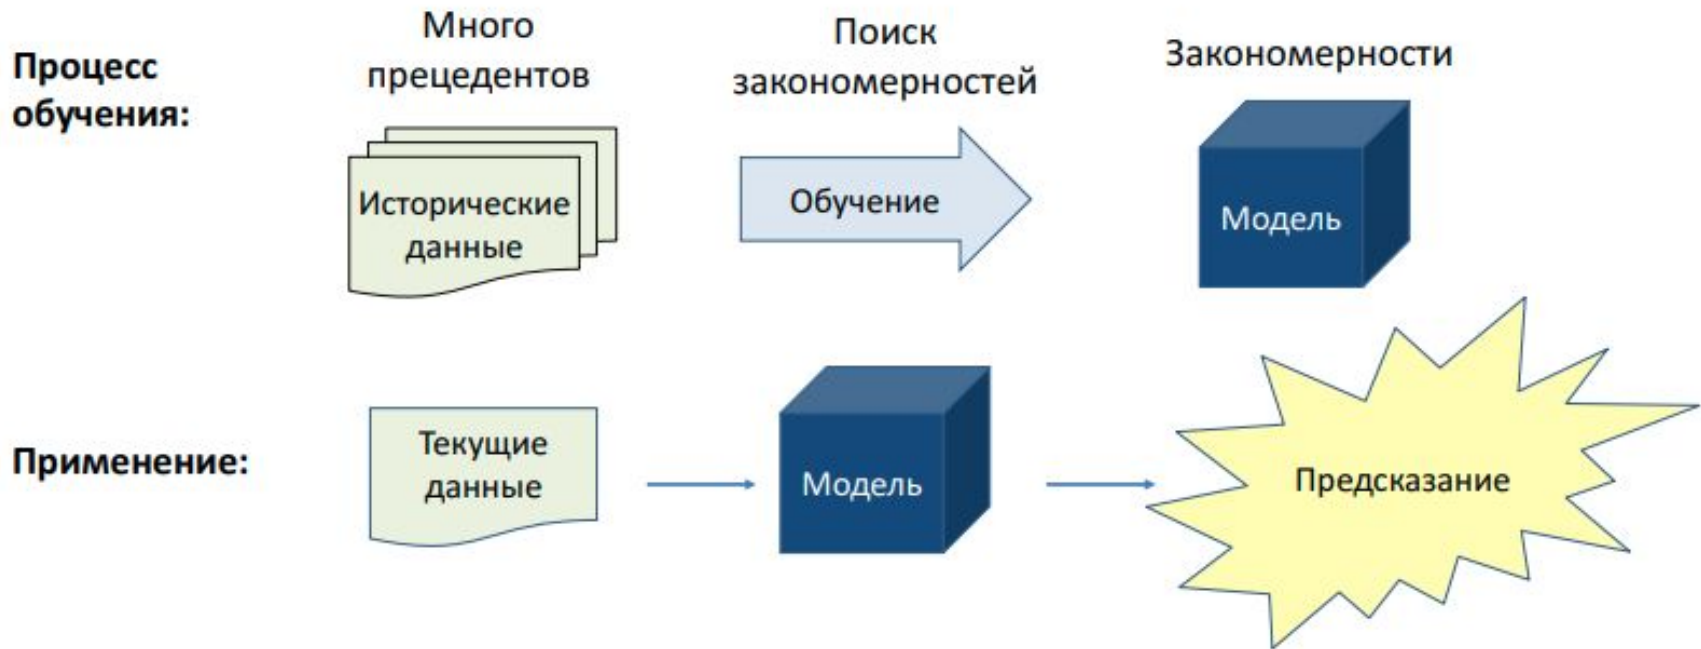 Процесс
обучения:
Много
прецедентов
Поиск
закономерностей
Закономерности
Исторические
данные
Обучение
Модель
Применение:
Текущие
данные
Модель
Предсказание